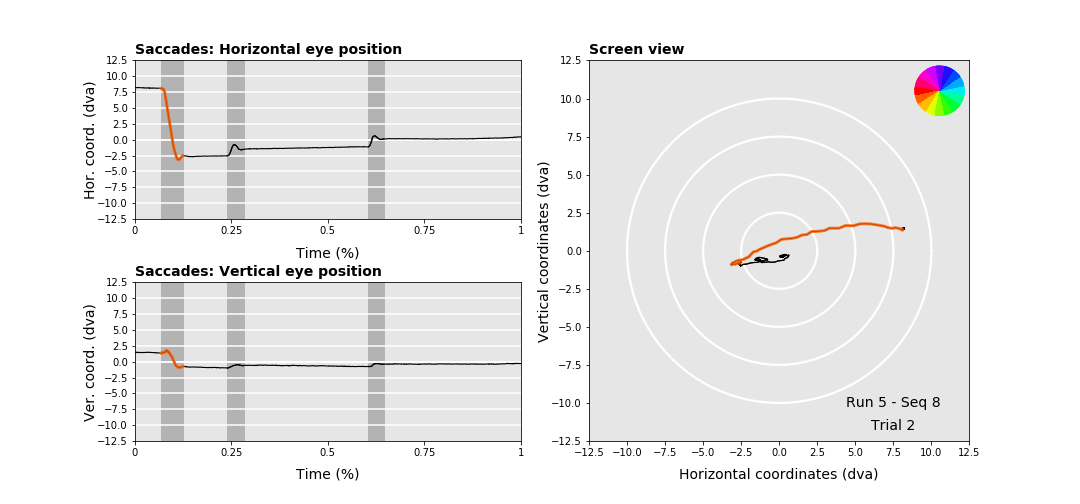 Saccades: Horizontal eye position
Hor. coord. (dva)
12.5
10.0
7.5
5.0
2.5
0.0
−2.5
−5.0
−7.5
−10.0
−12.5
0 0.25 0.5 0.75 1
Time (%)
Saccades: Vertical eye position
Ver. coord. (dva)
12.5
10.0
7.5
5.0
2.5
0.0
−2.5
−5.0
−7.5
−10.0
−12.5
0 0.25 0.5 0.75 1
Time (%)
Screen view
Vertical coordinates (dva)
12.5
10.0
7.5
5.0
2.5
0.0
−2.5
−5.0
−7.5
−10.0
−12.5
Run 5 - Seq 8
Trial 2
−12.5 −10.0 −7.5 −5.0 −2.5 0.0 2.5 5.0 7.5 10.0 12.5
Horizontal coordinates (dva)